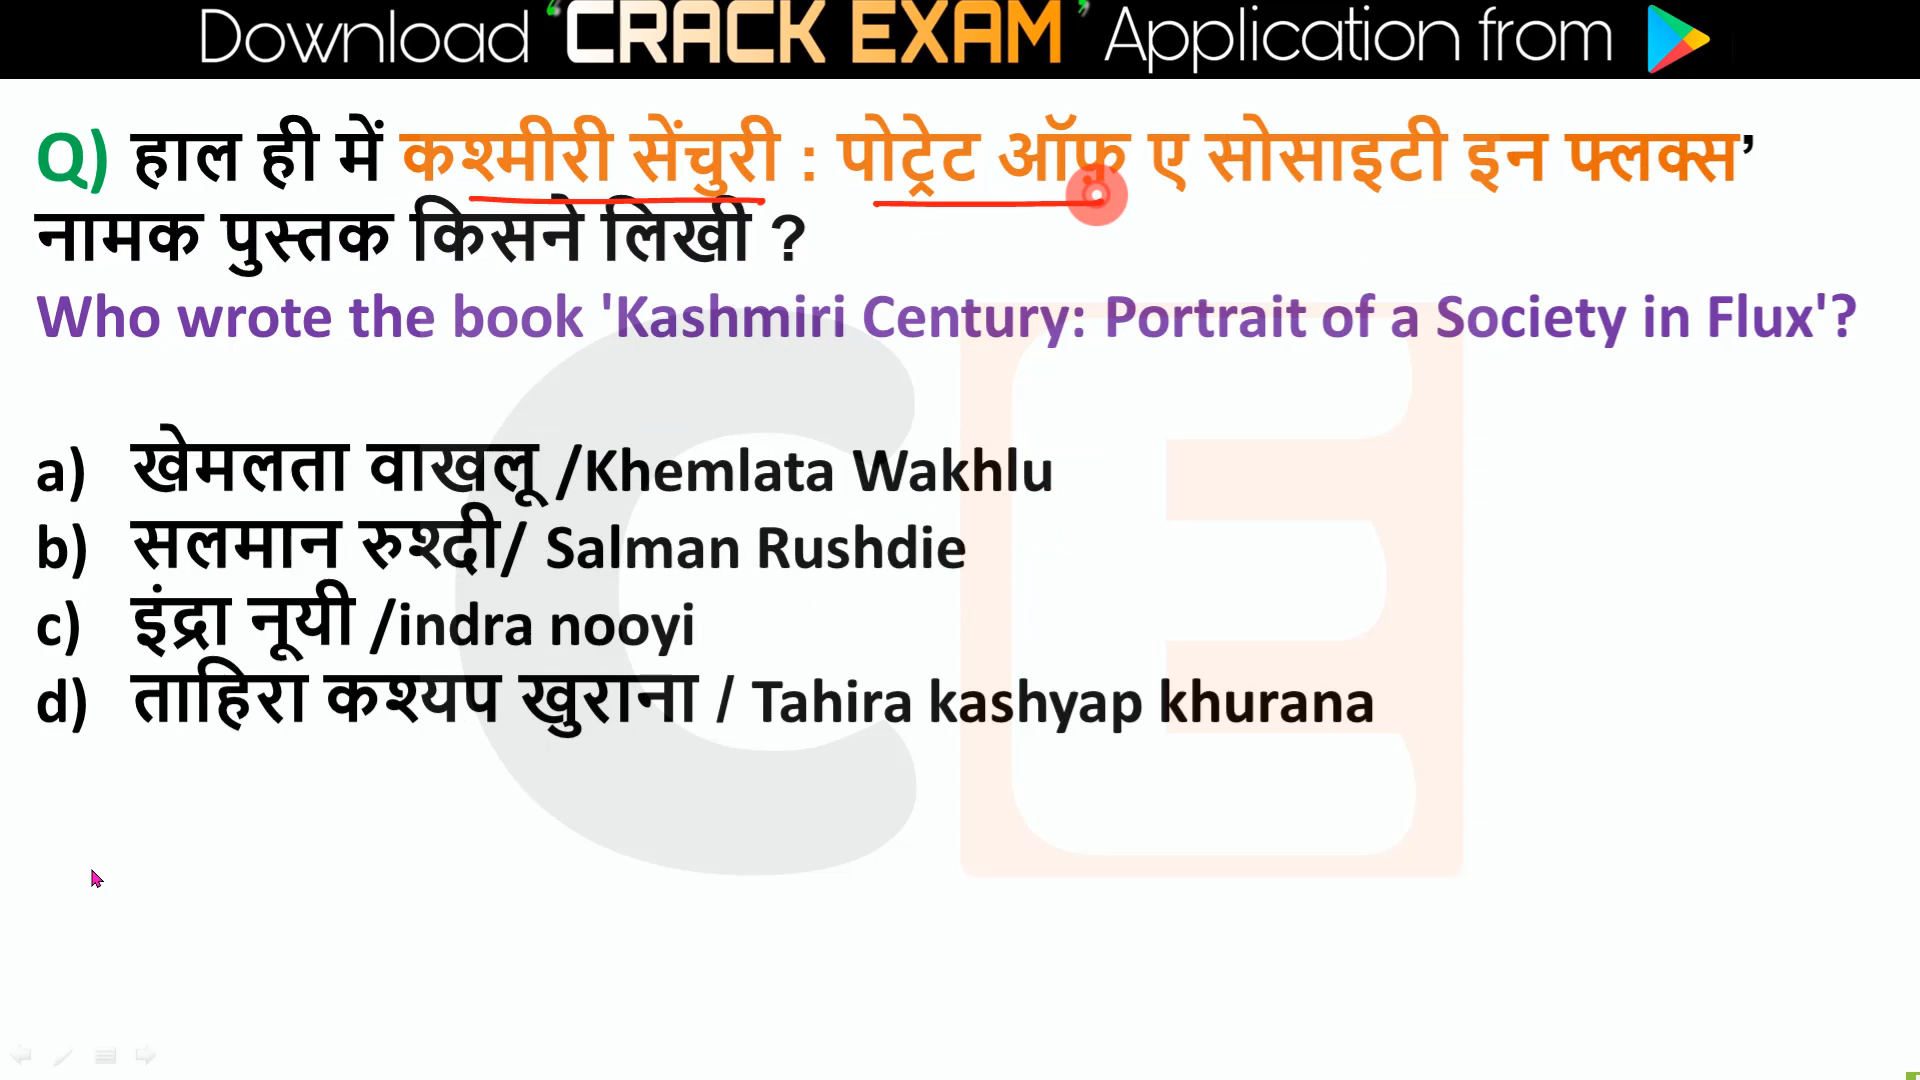 Download ‘CRACK EXAM’ Application from
Q) हाल ही में कश्मीरी सेंचुरी : पोट्रेट ऑफ़ ए सोसाइटी इन फ्लक्स’
नामक पुस्तक किसने लिखी ?
Who wrote the book 'Kashmiri Century: Portrait of a Society in Flux'?
a) खेमलता वाखलू /Khemlata Wakhlu
b) सलमान रुश्दी/ Salman Rushdie
c) इंद्रा नूयी /indra nooyi
d) ताहिरा कश्यप खुराना / Tahira kashyap khurana
CE